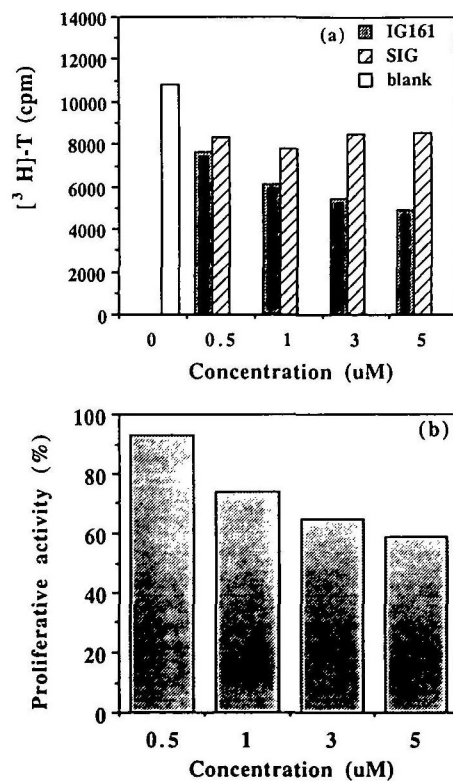 (a)
IG161
SIG
blank
[³ H]-T (cpm)
14000
12000
10000
8000
6000
4000
2000
0
0 0.5 1 3 5
Concentration (uM)
(b)
Proliferative activity (%)
100
80
60
40
20
0
0.5 1 3 5
Concentration (uM)